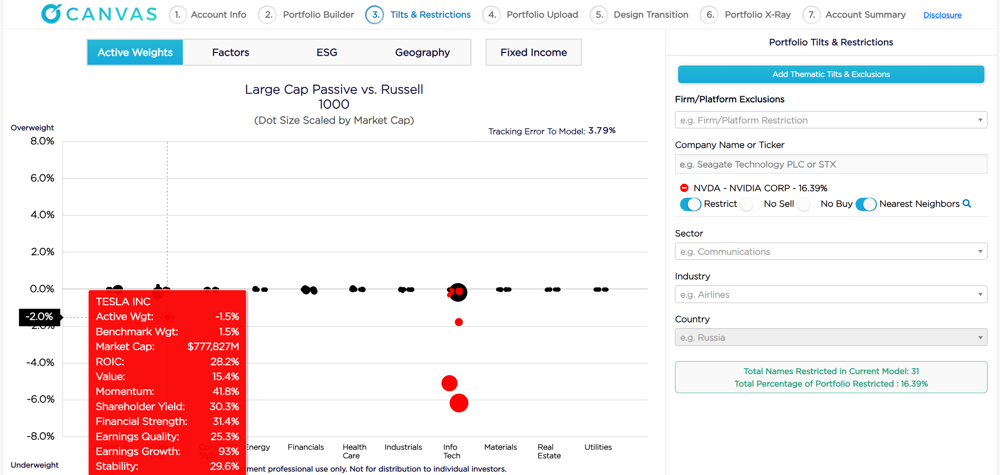 CANVAS
1. Account Info
2. Portfolio Builder
3. Tilts & Restrictions
4. Portfolio Upload
5. Design Transition
6. Portfolio X-Ray
7. Account Summary
Disclosure
Active Weights
Factors
ESG
Geography
Fixed Income
Large Cap Passive vs. Russell
1000
(Dot Size Scaled by Market Cap)
Overweight
Tracking Error To Model: 3.79%
8.0%
6.0%
4.0%
2.0%
0.0%
-2.0%
-2.0%
-4.0%
-6.0%
-8.0%
Underweight
TESLA INC
Active Wgt: -1.5%
Benchmark Wgt: 1.5%
Market Cap: $777,827M
ROIC: 28.2%
Value: 15.4%
Momentum: 41.8%
Shareholder Yield: 30.3%
Financial Strength: 31.4%
Earnings Quality: 25.3%
Earnings Growth: 93%
Stability: 29.6%
Commun
Cons
Disc
Cons
Stpls
Energy
Financials
Health
Care
Industrials
Info
Tech
Materials
Real
Estate
Utilities
professional use only. Not for distribution to individual investors.
Portfolio Tilts & Restrictions
Add Thematic Tilts & Exclusions
Firm/Platform Exclusions
e.g. Firm/Platform Restriction
Company Name or Ticker
e.g. Seagate Technology PLC or STX
NVDA - NVIDIA CORP - 16.39%
Restrict No Sell No Buy Nearest Neighbors
Sector
e.g. Communications
Industry
e.g. Airlines
Country
e.g. Russia
Total Names Restricted in Current Model: 31
Total Percentage of Portfolio Restricted : 16.39%